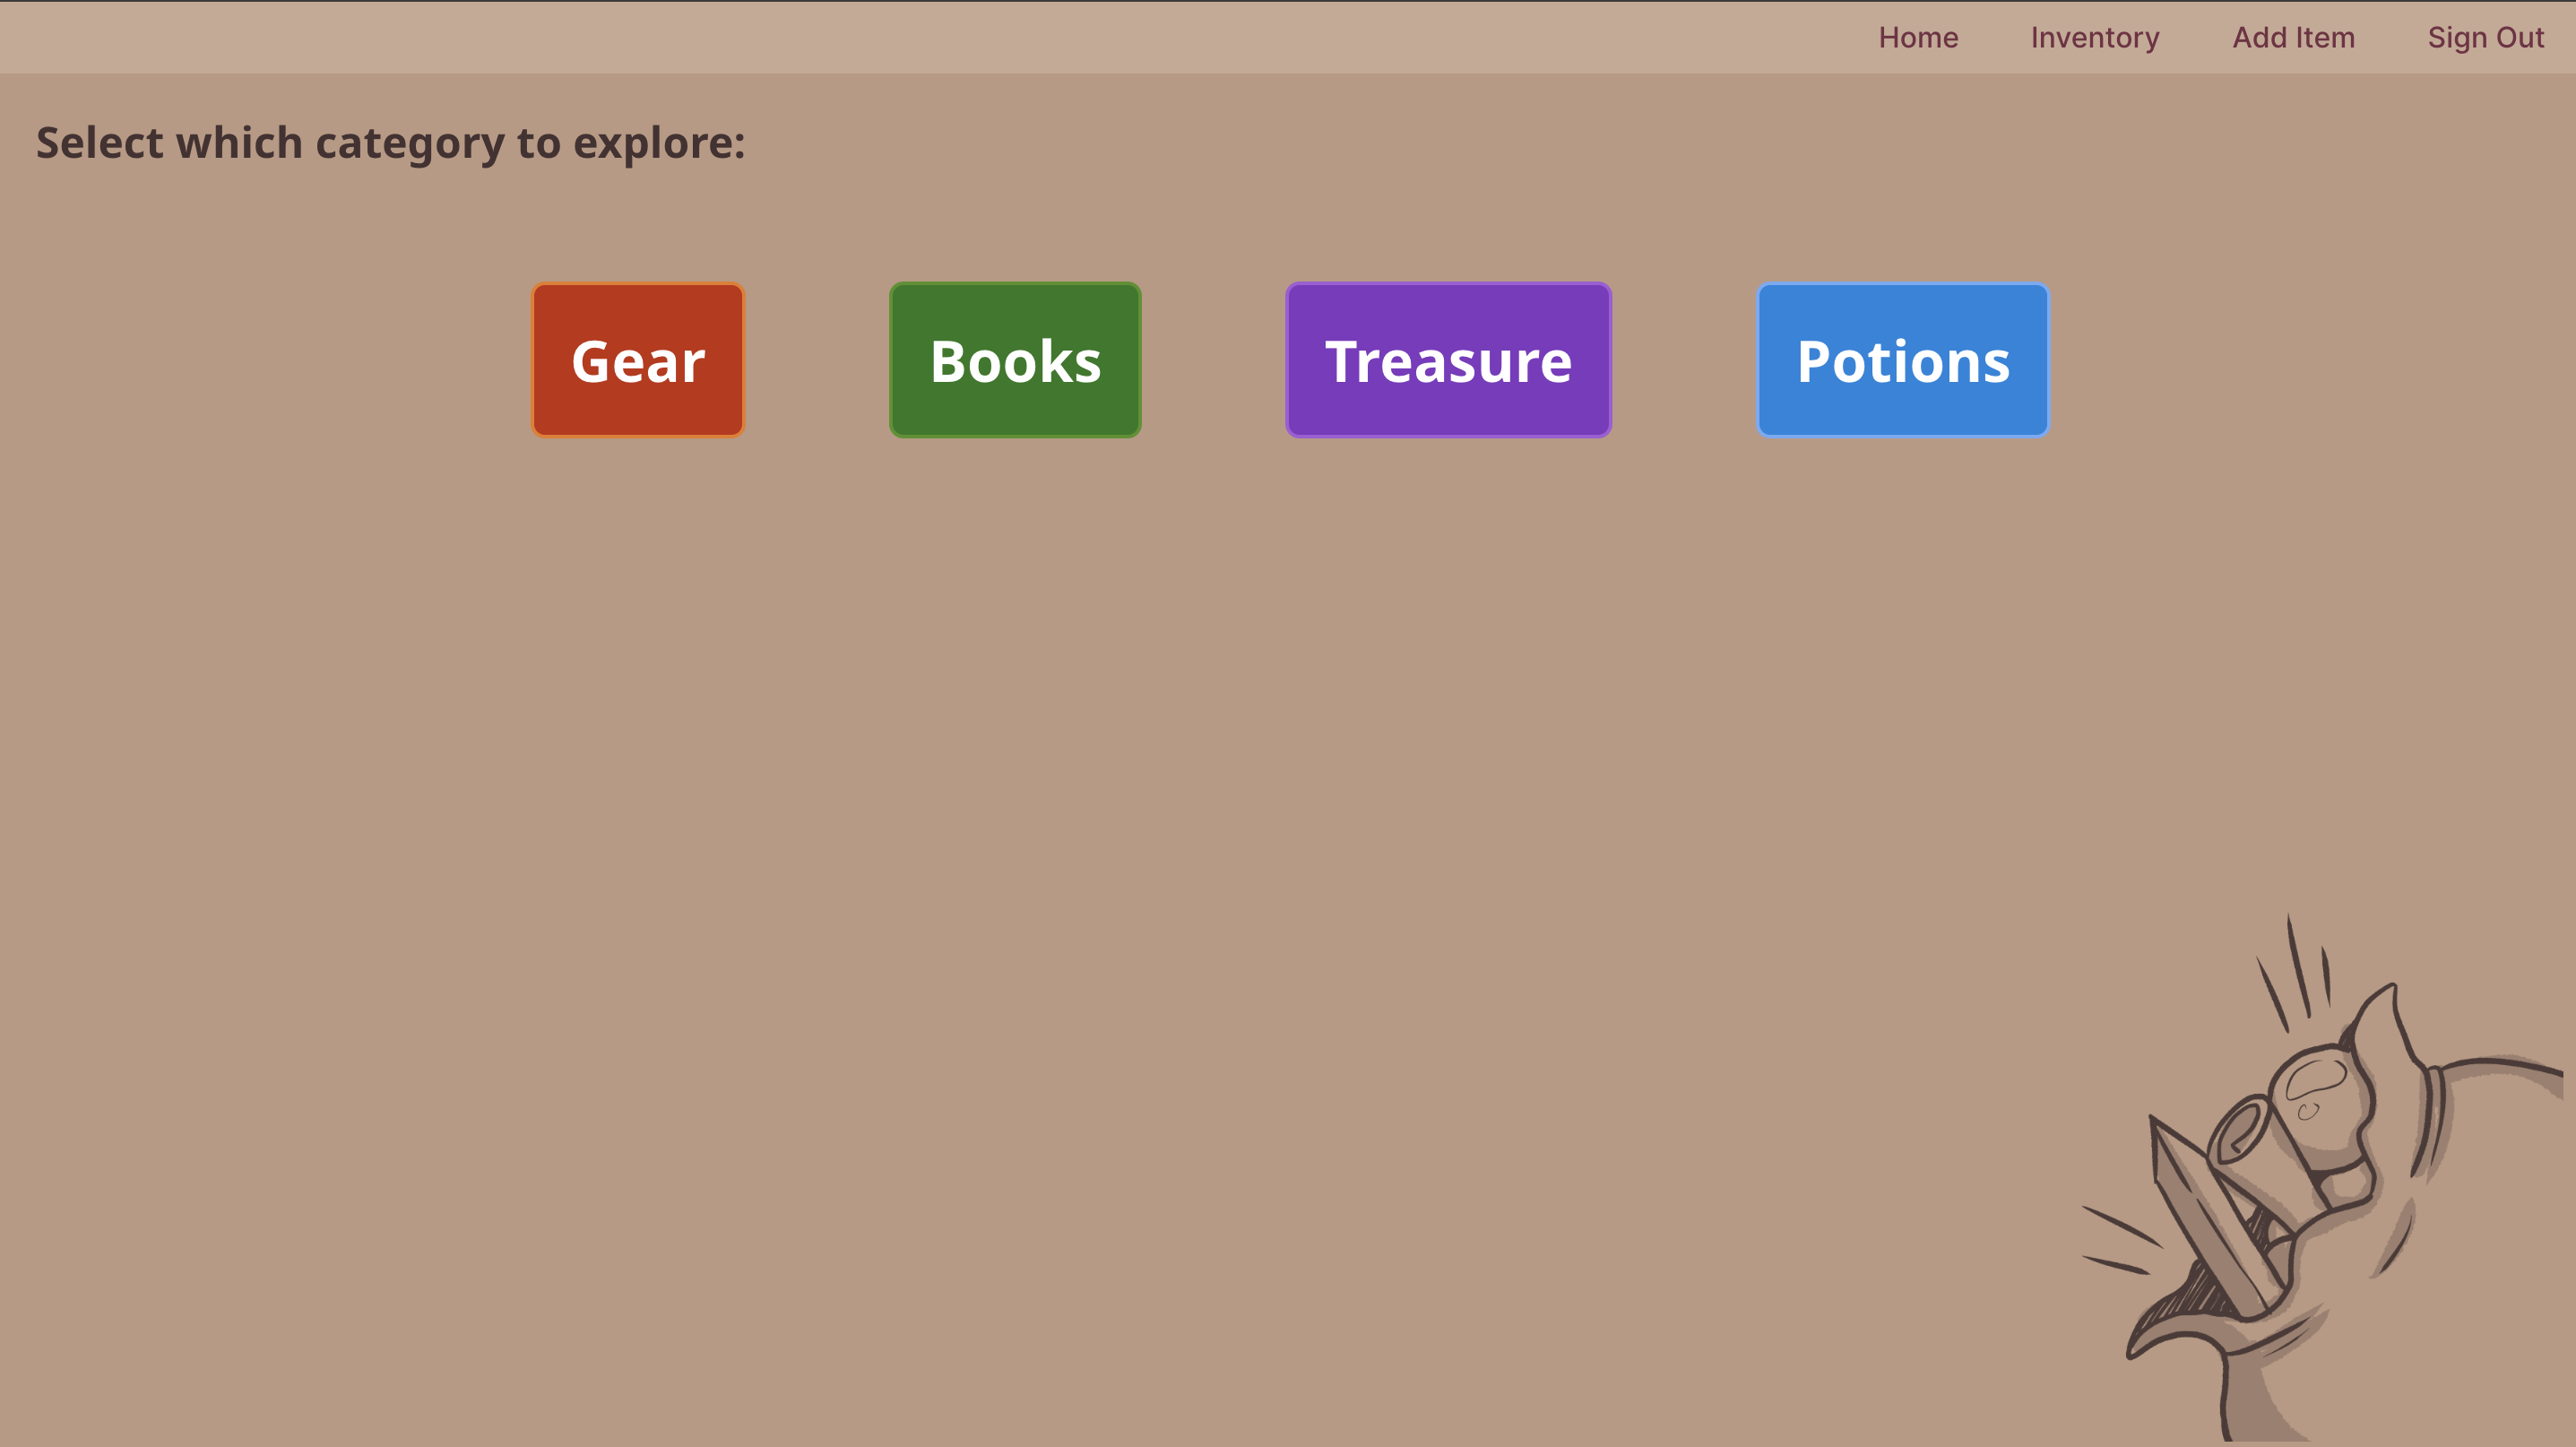 Home Inventory Add Item Sign Out
Select which category to explore:
Gear Books Treasure Potions